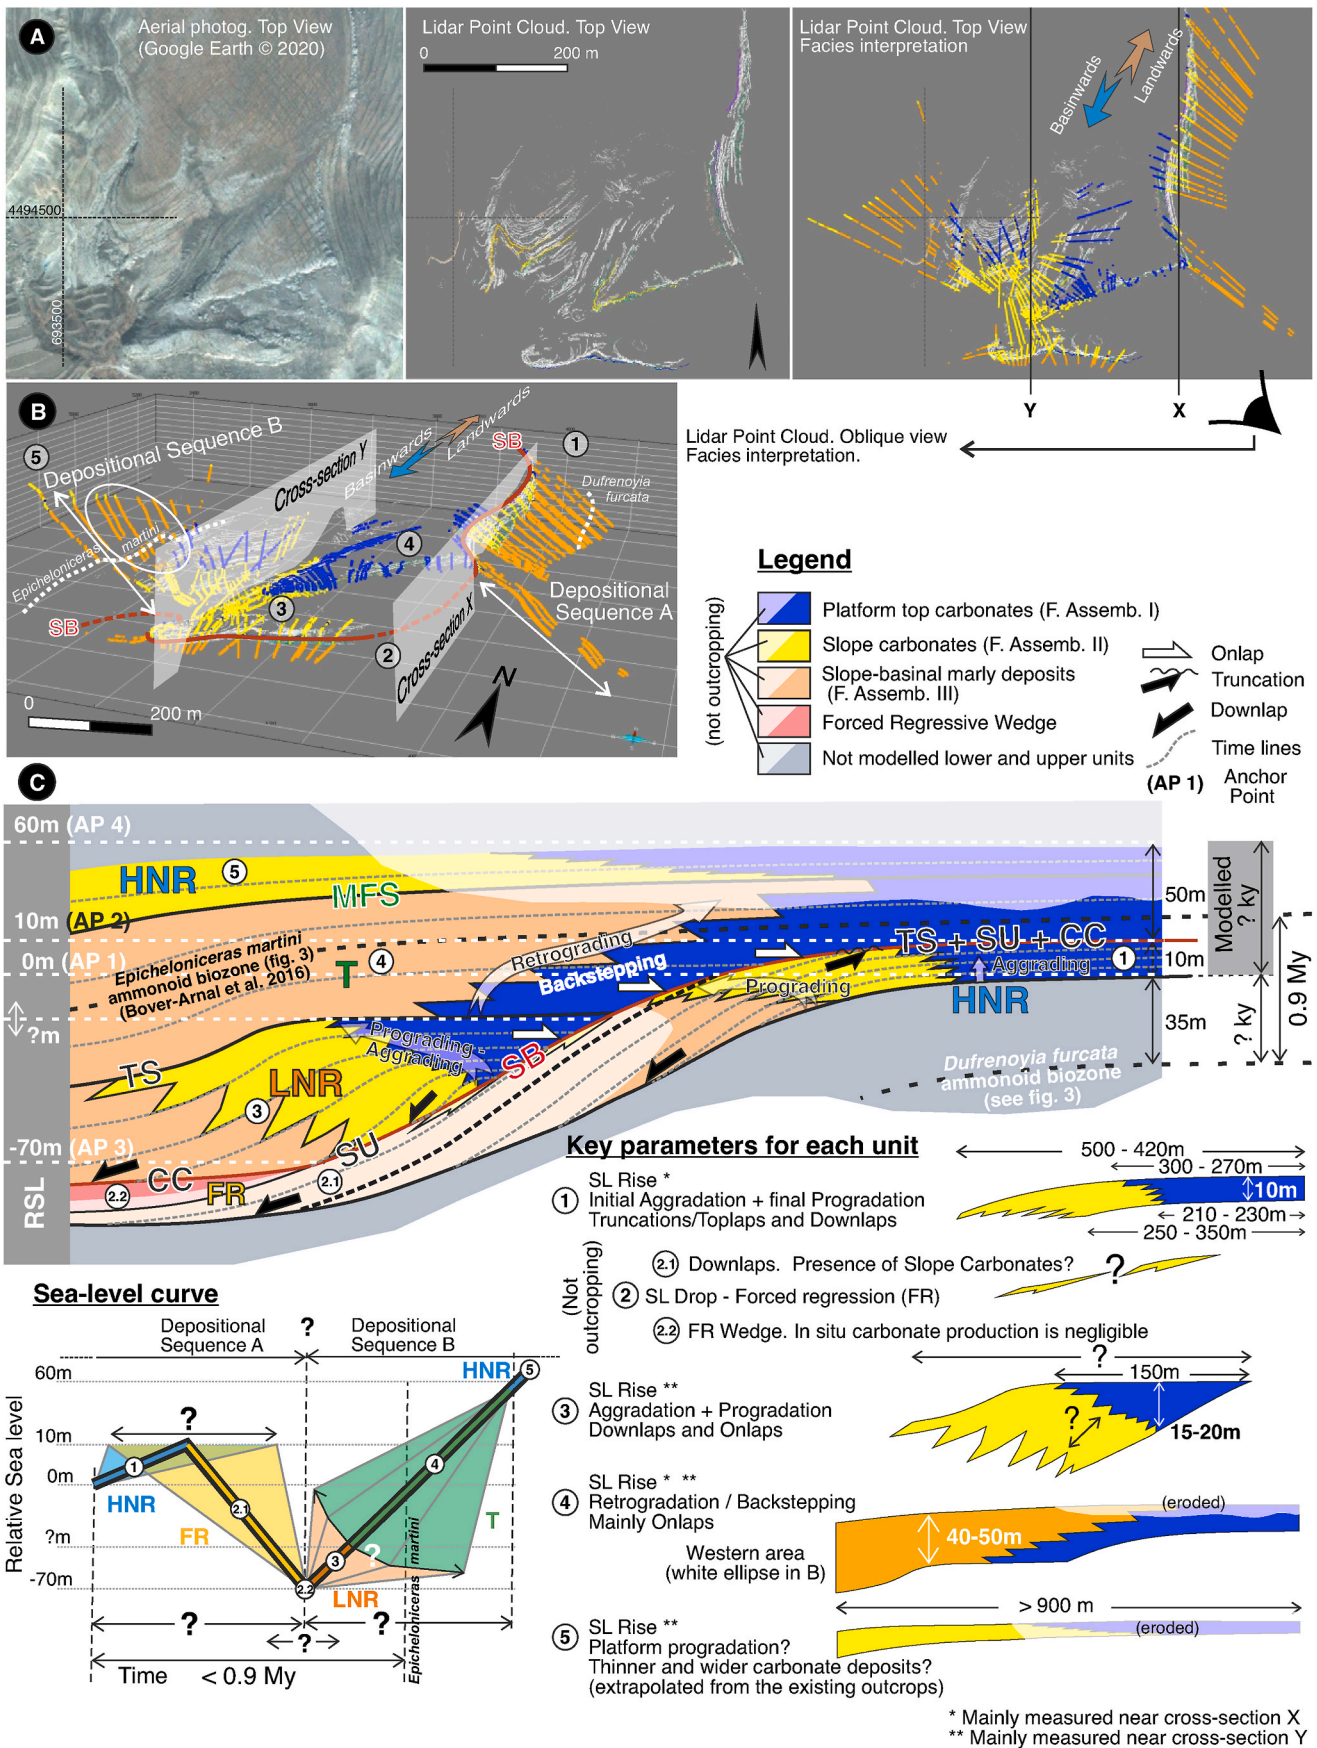 A
Aerial photog. Top View
(Google Earth © 2020)
4494500
693500
Lidar Point Cloud. Top View
0
200 m
Lidar Point Cloud. Top View
Facies interpretation
Basinwards
Landwards
Y
X
Lidar Point Cloud. Oblique view
Facies interpretation.
B
5
Depositional Sequence B
Cross-section Y
Basinwards
Landwards
SB
1
Dufrenoyia
furcata
Epicheloniceras
martini
4
3
SB
2
Cross-section X
Depositional
Sequence A
N
0
200 m
Legend
(not outcropping)
Platform top carbonates (F. Assemb. I)
Slope carbonates (F. Assemb. II)
Slope-basinal marly deposits
(F. Assemb. III)
Forced Regressive Wedge
Not modelled lower and upper units
Onlap
Truncation
Downlap
Time lines
(AP 1)
Anchor
Point
C
60m (AP 4)
HNR
5
MFS
10m (AP 2)
Epicheloniceras martini
ammonoid biozone (fig. 3)
(Bover-Arnal et al. 2016)
0m (AP 1)
T
4
Retrograding
Backstepping
TS + SU + CC
Aggrading
1
Prograding
HNR
50m
10m
35m
Modelled
? ky
? ky
0.9 My
?m
Prograding -
Aggrading
TS
LNR
3
SB
Dufrenoyia furcata
ammonoid biozone
(see fig. 3)
-70m (AP 3)
SU
CC
2.2
FR
2.1
RSL
Key parameters for each unit
1
SL Rise *
Initial Aggradation + final Progradation
Truncations/Toplaps and Downlaps
500 - 420m
300 - 270m
10m
210 - 230m
250 - 350m
(Not
outcropping)
2.1 Downlaps. Presence of Slope Carbonates?
?
2 SL Drop - Forced regression (FR)
2.2 FR Wedge. In situ carbonate production is negligible
3
SL Rise **
Aggradation + Progradation
Downlaps and Onlaps
?
150m
?
15-20m
4
SL Rise * **
Retrogradation / Backstepping
Mainly Onlaps
Western area
(white ellipse in B)
(eroded)
40-50m
> 900 m
5
SL Rise **
Platform progradation?
Thinner and wider carbonate deposits?
(extrapolated from the existing outcrops)
(eroded)
* Mainly measured near cross-section X
** Mainly measured near cross-section Y
Sea-level curve
Depositional
Sequence A
?
Depositional
Sequence B
Relative Sea level
60m
10m
0m
?m
-70m
?
1
HNR
2.1
FR
2.2
3
LNR
?
4
T
HNR
5
Epicheloniceras martini
?
?
?
Time < 0.9 My